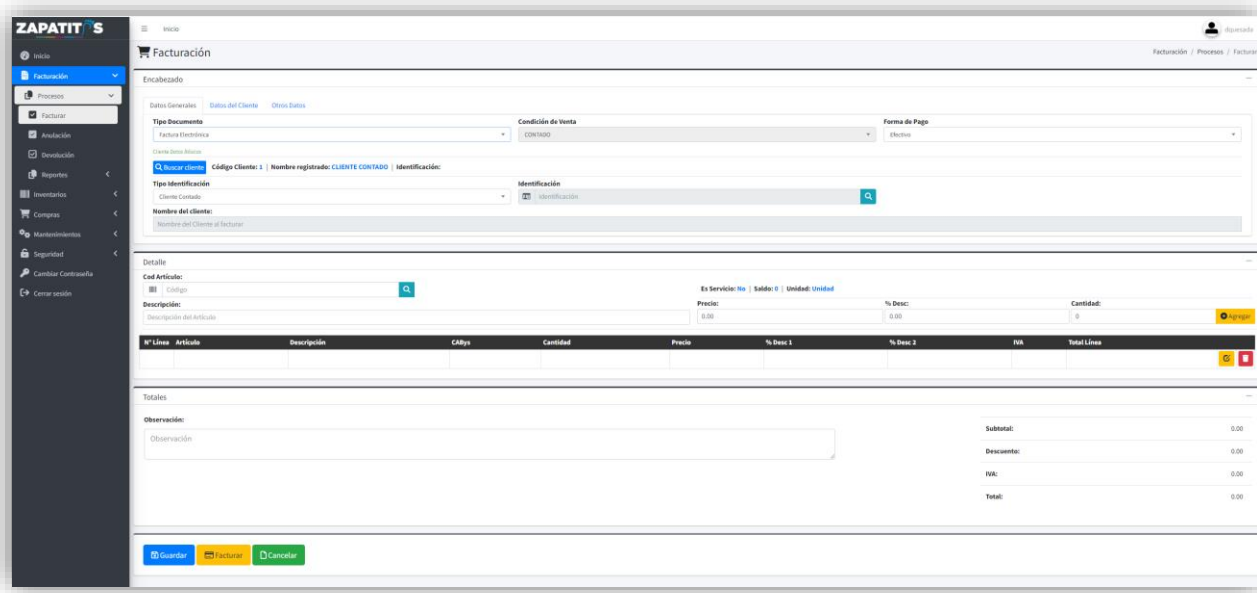 ZAPATIT S
Inicio
dquesada
Inicio
Facturación
Procesos
Facturar
Anulación
Devolución
Reportes
Inventarios
Compras
Mantenimientos
Seguridad
Cambiar Contraseña
Cerrar sesión
Facturación
Facturación / Procesos / Facturar
Encabezado
Datos Generales Datos del Cliente Otros Datos
Tipo Documento Condición de Venta Forma de Pago
Factura Electrónica CONTADO Efectivo
Buscar cliente Código Cliente: 1 | Nombre registrado: CLIENTE CONTADO | Identificación:
Tipo Identificación Identificación
Cliente Contado Identificación
Nombre del cliente:
Nombre del Cliente al facturar
Detalle
Cod Artículo:
Código
Es Servicio: No | Saldo: 0 | Unidad: Unidad
Descripción: Precio: % Desc: Cantidad:
Descripción del Artículo 0.00 0.00 0 Agregar
N° Línea Artículo Descripción CAByS Cantidad Precio % Desc 1 % Desc 2 IVA Total Línea
Totales
Observación:
Observación
Subtotal: 0.00
Descuento: 0.00
IVA: 0.00
Total: 0.00
Guardar Facturar Cancelar